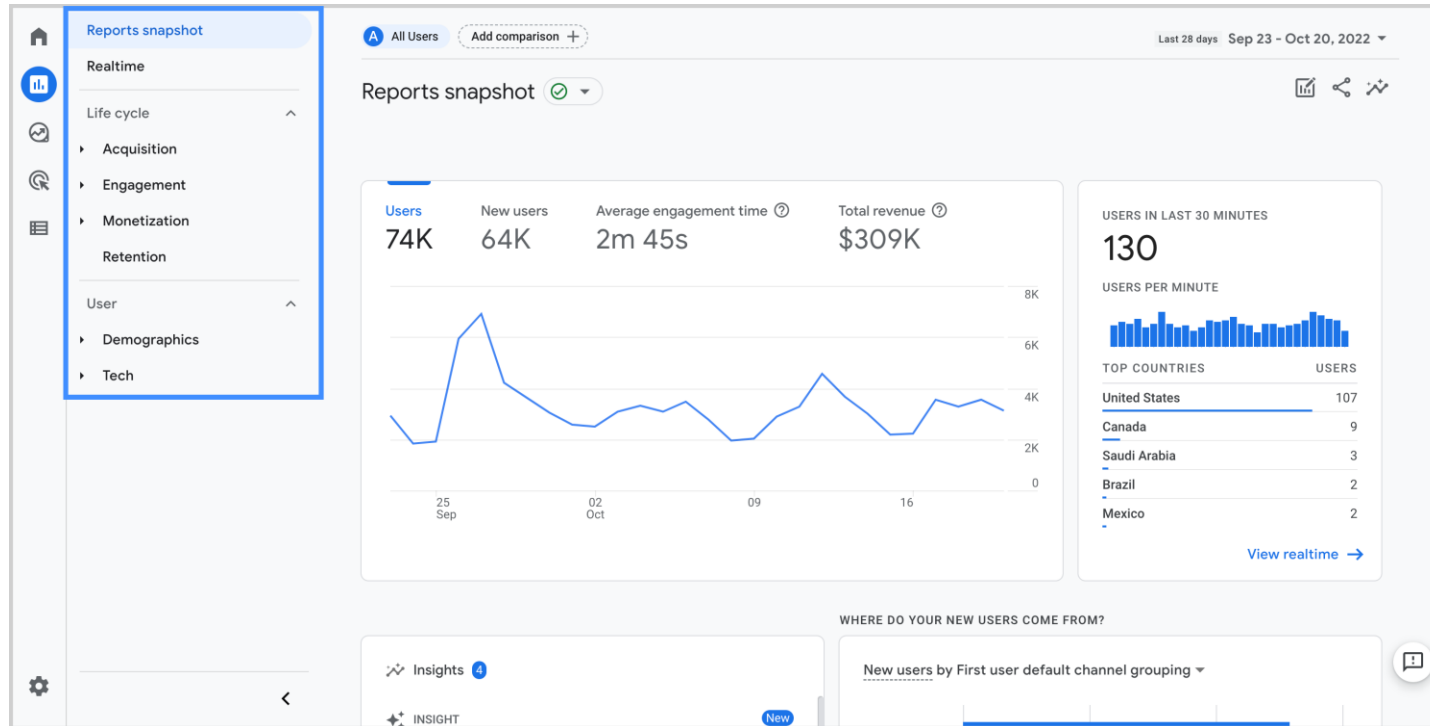 Reports snapshot
Realtime
Life cycle
Acquisition
Engagement
Monetization
Retention
User
Demographics
Tech
A All Users Add comparison +
Last 28 days Sep 23 - Oct 20, 2022
Reports snapshot
Users New users Average engagement time Total revenue
74K 64K 2m 45s $309K
8K
6K
4K
2K
0
25 02 09 16
Sep Oct
USERS IN LAST 30 MINUTES
130
USERS PER MINUTE
TOP COUNTRIES USERS
United States 107
Canada 9
Saudi Arabia 3
Brazil 2
Mexico 2
View realtime
Insights 4
INSIGHT New
WHERE DO YOUR NEW USERS COME FROM?
New users by First user default channel grouping